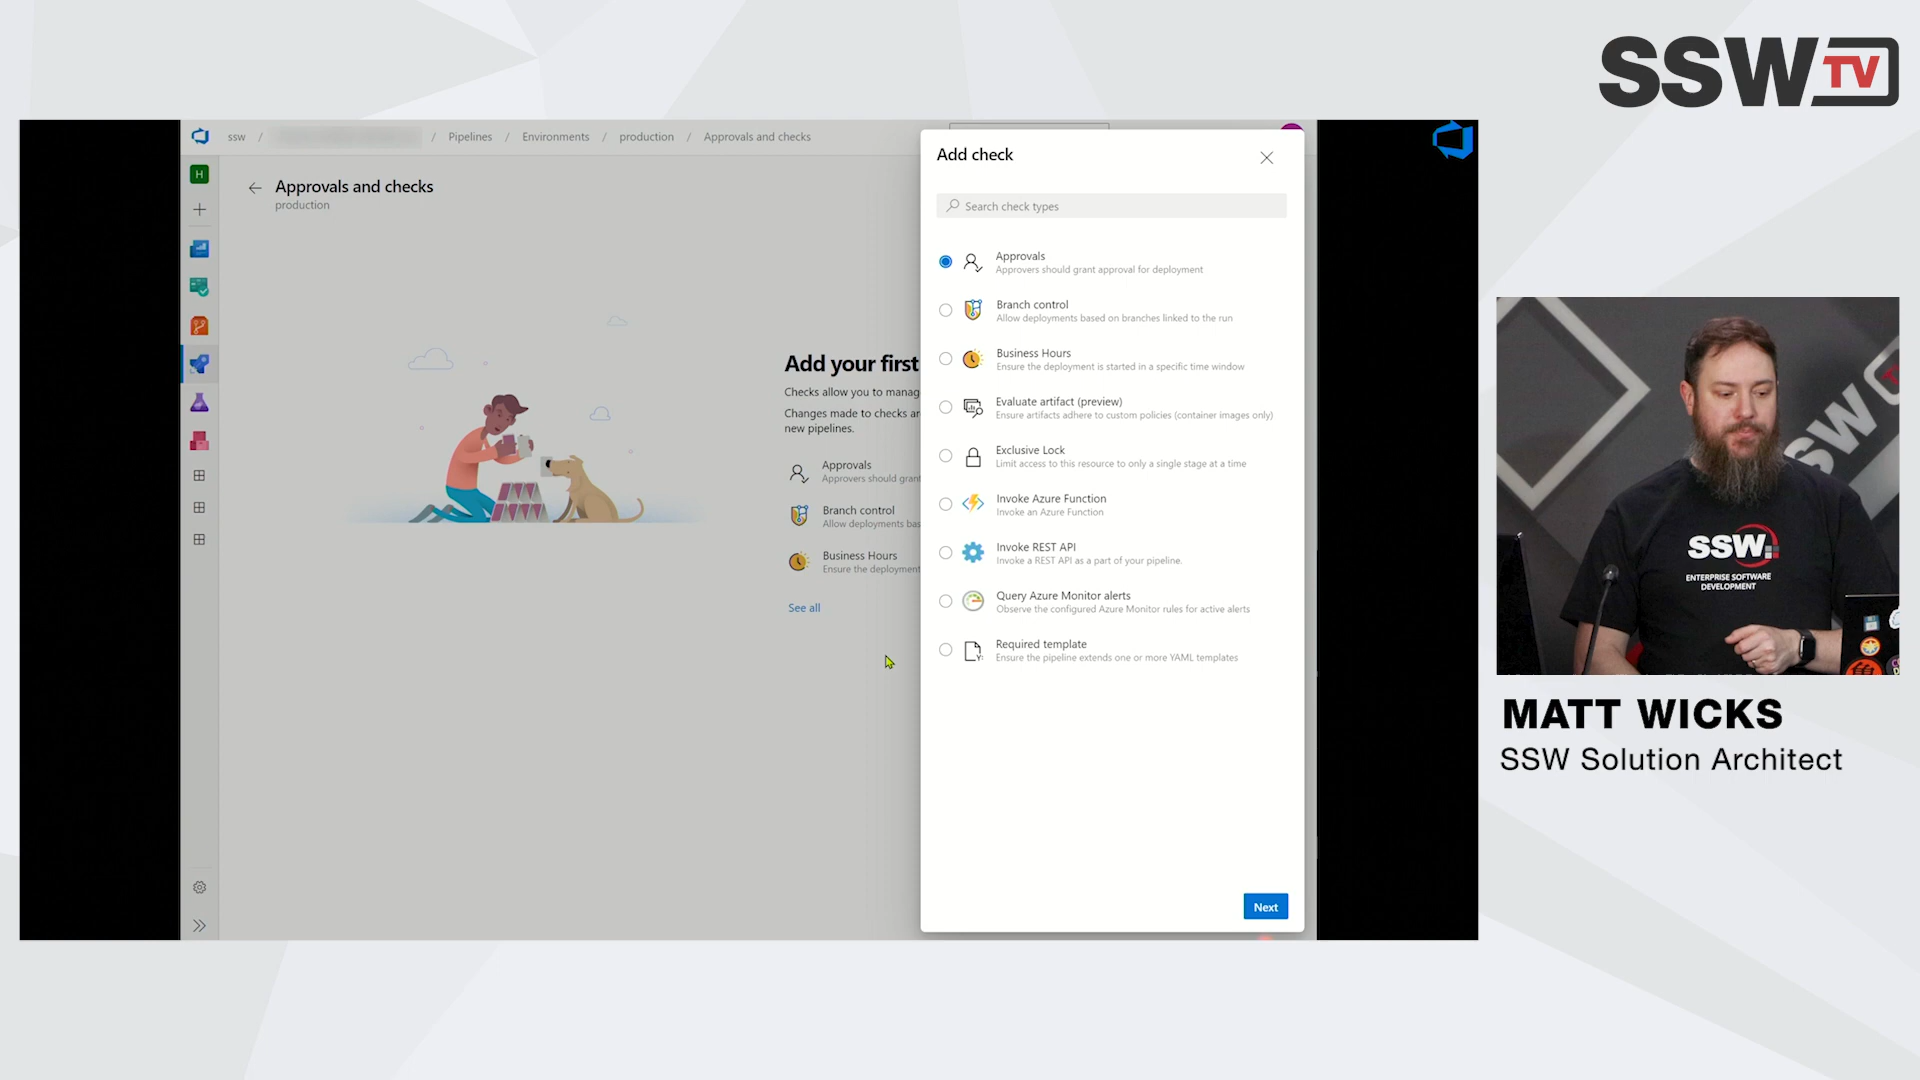 SSW TV
ssw / / Pipelines / Environments / production / Approvals and checks
H
Approvals and checks
production
Add your first
Checks allow you to manag
Changes made to checks ar
new pipelines.
Approvals
Approvers should grant
Branch control
Allow deployments bas
Business Hours
Ensure the deployment
See all
Add check
Search check types
Approvals
Approvers should grant approval for deployment
Branch control
Allow deployments based on branches linked to the run
Business Hours
Ensure the deployment is started in a specific time window
Evaluate artifact (preview)
Ensure artifacts adhere to custom policies (container images only)
Exclusive Lock
Limit access to this resource to only a single stage at a time
Invoke Azure Function
Invoke an Azure Function
Invoke REST API
Invoke a REST API as a part of your pipeline.
Query Azure Monitor alerts
Observe the configured Azure Monitor rules for active alerts
Required template
Ensure the pipeline extends one or more YAML templates
Next
SSW
SSW
ENTERPRISE SOFTWARE
DEVELOPMENT
MATT WICKS
SSW Solution Architect